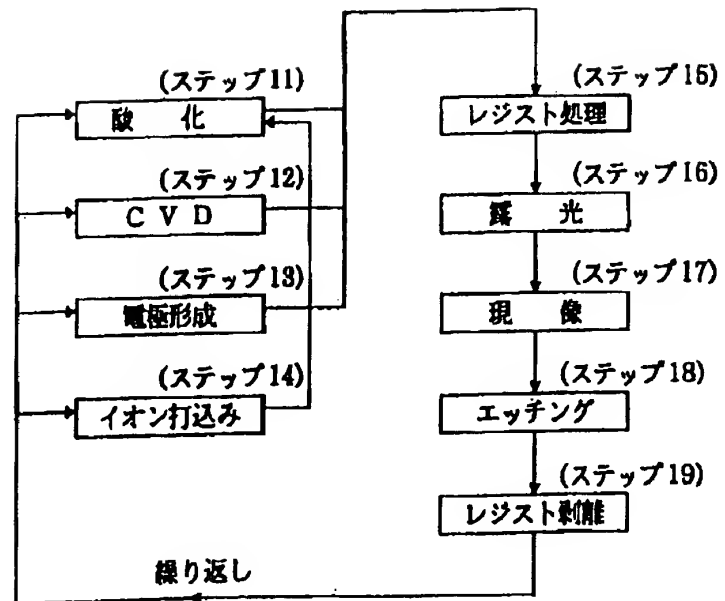 (ステップ11)
酸 化
(ステップ12)
C V D
(ステップ13)
電極形成
(ステップ14)
イオン打込み
(ステップ15)
レジスト処理
(ステップ16)
露 光
(ステップ17)
現 像
(ステップ18)
エッチング
(ステップ19)
レジスト剥離
繰り返し